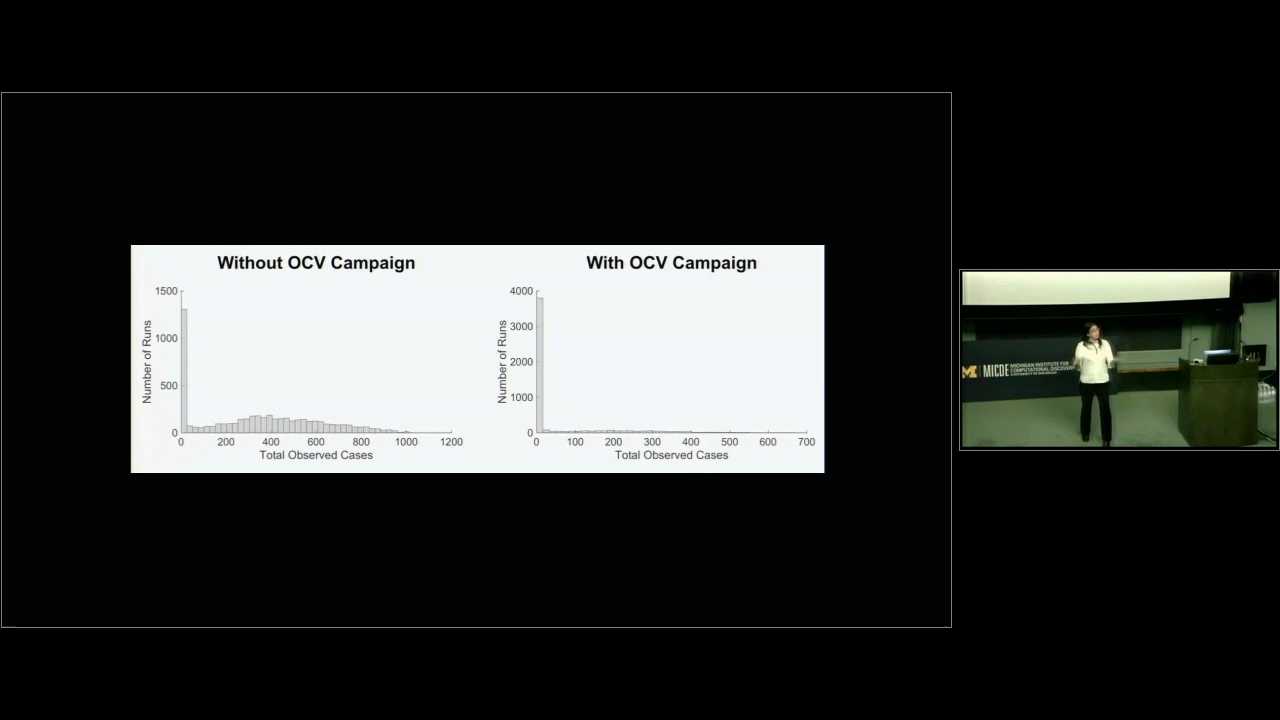 Without OCV Campaign
1500
1000
500
0
Number of Runs
0 200 400 600 800 1000 1200
Total Observed Cases
With OCV Campaign
4000
3000
2000
1000
0
Number of Runs
0 100 200 300 400 500 600 700
Total Observed Cases
M MICDE MICHIGAN INSTITUTE FOR
COMPUTATIONAL DISCOVERY